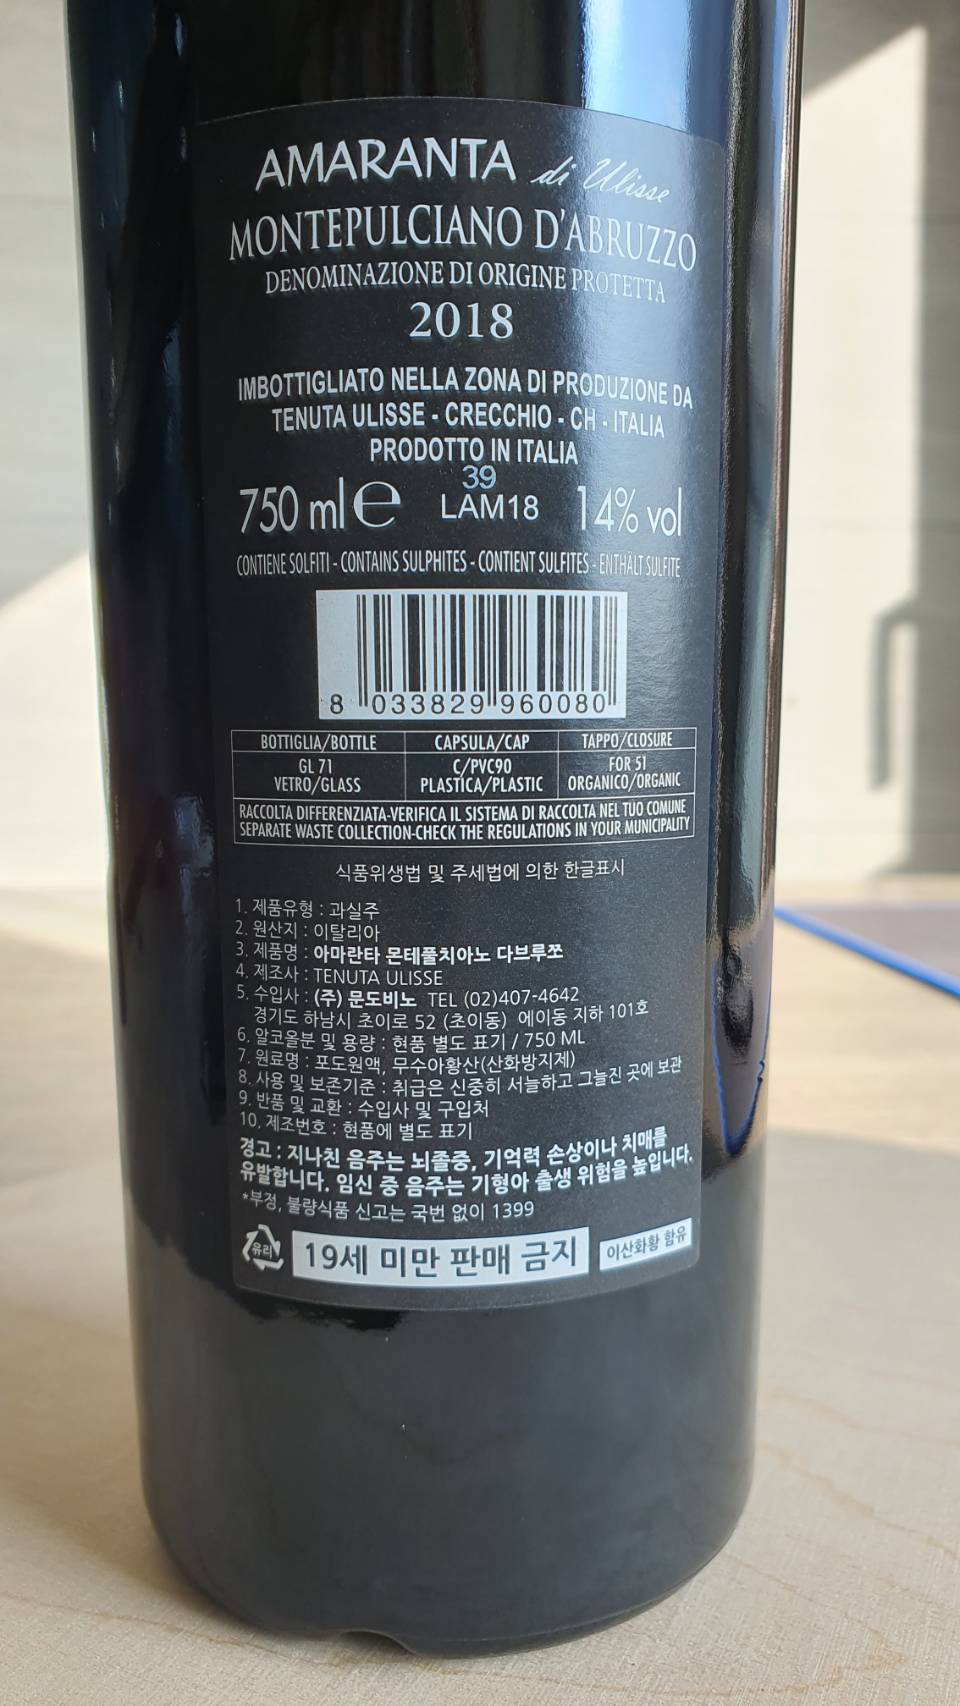 AMARANTA di Ulisse
MONTEPULCIANO D'ABRUZZO
DENOMINAZIONE DI ORIGINE PROTETTA
2018
IMBOTTIGLIATO NELLA ZONA DI PRODUZIONE DA
TENUTA ULISSE - CRECCHIO - CH - ITALIA
PRODOTTO IN ITALIA
39
750 ml e LAM18 14% vol
CONTIENE SOLFITI - CONTAINS SULPHITES - CONTIENT SULFITES - ENTHÄLT SULFITE
8 033829 960080
BOTTIGLIA/BOTTLE CAPSULA/CAP TAPPO/CLOSURE
GL 71 C/PVC90 FOR 51
VETRO/GLASS PLASTICA/PLASTIC ORGANICO/ORGANIC
RACCOLTA DIFFERENZIATA-VERIFICA IL SISTEMA DI RACCOLTA NEL TUO COMUNE
SEPARATE WASTE COLLECTION-CHECK THE REGULATIONS IN YOUR MUNICIPALITY
식품위생법 및 주세법에 의한 한글표시
1. 제품유형 : 과실주
2. 원산지 : 이탈리아
3. 제품명 : 아마란타 몬테풀치아노 다브루쪼
4. 제조사 : TENUTA ULISSE
5. 수입사 : (주) 문도비노 TEL (02)407-4642
경기도 하남시 초이로 52 (초이동) 에이동 지하 101호
6. 알코올분 및 용량 : 현품 별도 표기 / 750 ML
7. 원료명 : 포도원액, 무수아황산(산화방지제)
8. 사용 및 보존기준 : 취급은 신중히 서늘하고 그늘진 곳에 보관
9. 반품 및 교환 : 수입사 및 구입처
10. 제조번호 : 현품에 별도 표기
경고 : 지나친 음주는 뇌졸중, 기억력 손상이나 치매를
유발합니다. 임신 중 음주는 기형아 출생 위험을 높입니다.
*부정, 불량식품 신고는 국번 없이 1399
유리 19세 미만 판매 금지 이산화황 함유